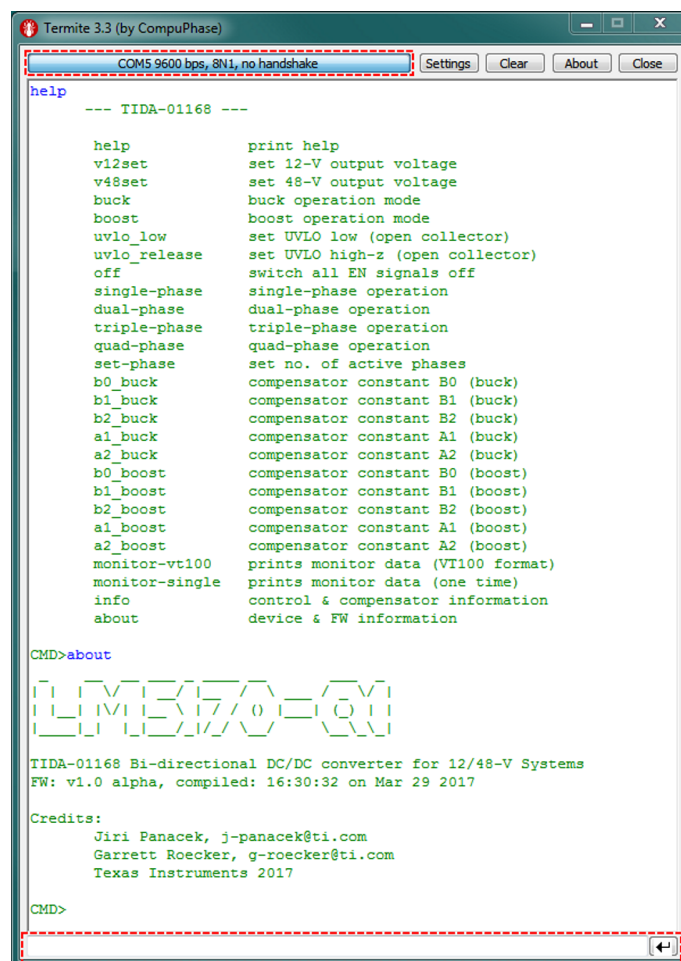 Termite 3.3 (by CompuPhase)
COM5 9600 bps, 8N1, no handshake Settings Clear About Close
help
--- TIDA-01168 ---
help print help
v12set set 12-V output voltage
v48set set 48-V output voltage
buck buck operation mode
boost boost operation mode
uvlo_low set UVLO low (open collector)
uvlo_release set UVLO high-z (open collector)
off switch all EN signals off
single-phase single-phase operation
dual-phase dual-phase operation
triple-phase triple-phase operation
quad-phase quad-phase operation
set-phase set no. of active phases
b0_buck compensator constant B0 (buck)
b1_buck compensator constant B1 (buck)
b2_buck compensator constant B2 (buck)
a1_buck compensator constant A1 (buck)
a2_buck compensator constant A2 (buck)
b0_boost compensator constant B0 (boost)
b1_boost compensator constant B1 (boost)
b2_boost compensator constant B2 (boost)
a1_boost compensator constant A1 (boost)
a2_boost compensator constant A2 (boost)
monitor-vt100 prints monitor data (VT100 format)
monitor-single prints monitor data (one time)
info control & compensator information
about device & FW information
CMD>about
LM5170-Q1
TIDA-01168 Bi-directional DC/DC converter for 12/48-V Systems
FW: v1.0 alpha, compiled: 16:30:32 on Mar 29 2017
Credits:
Jiri Panacek, j-panacek@ti.com
Garrett Roecker, g-roecker@ti.com
Texas Instruments 2017
CMD>